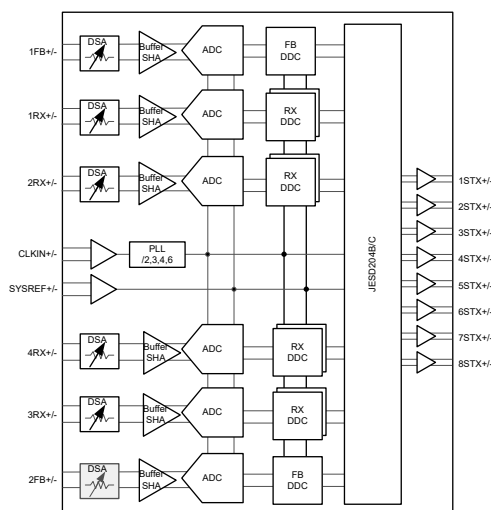 1FB+/-
DSA
Buffer
SHA
ADC
FB
DDC
1RX+/-
DSA
Buffer
SHA
ADC
RX
DDC
2RX+/-
DSA
Buffer
SHA
ADC
RX
DDC
CLKIN+/-
PLL
/2,3,4,6
SYSREF+/-
4RX+/-
DSA
Buffer
SHA
ADC
RX
DDC
3RX+/-
DSA
Buffer
SHA
ADC
RX
DDC
2FB+/-
DSA
Buffer
SHA
ADC
FB
DDC
JESD204B/C
1STX+/-
2STX+/-
3STX+/-
4STX+/-
5STX+/-
6STX+/-
7STX+/-
8STX+/-